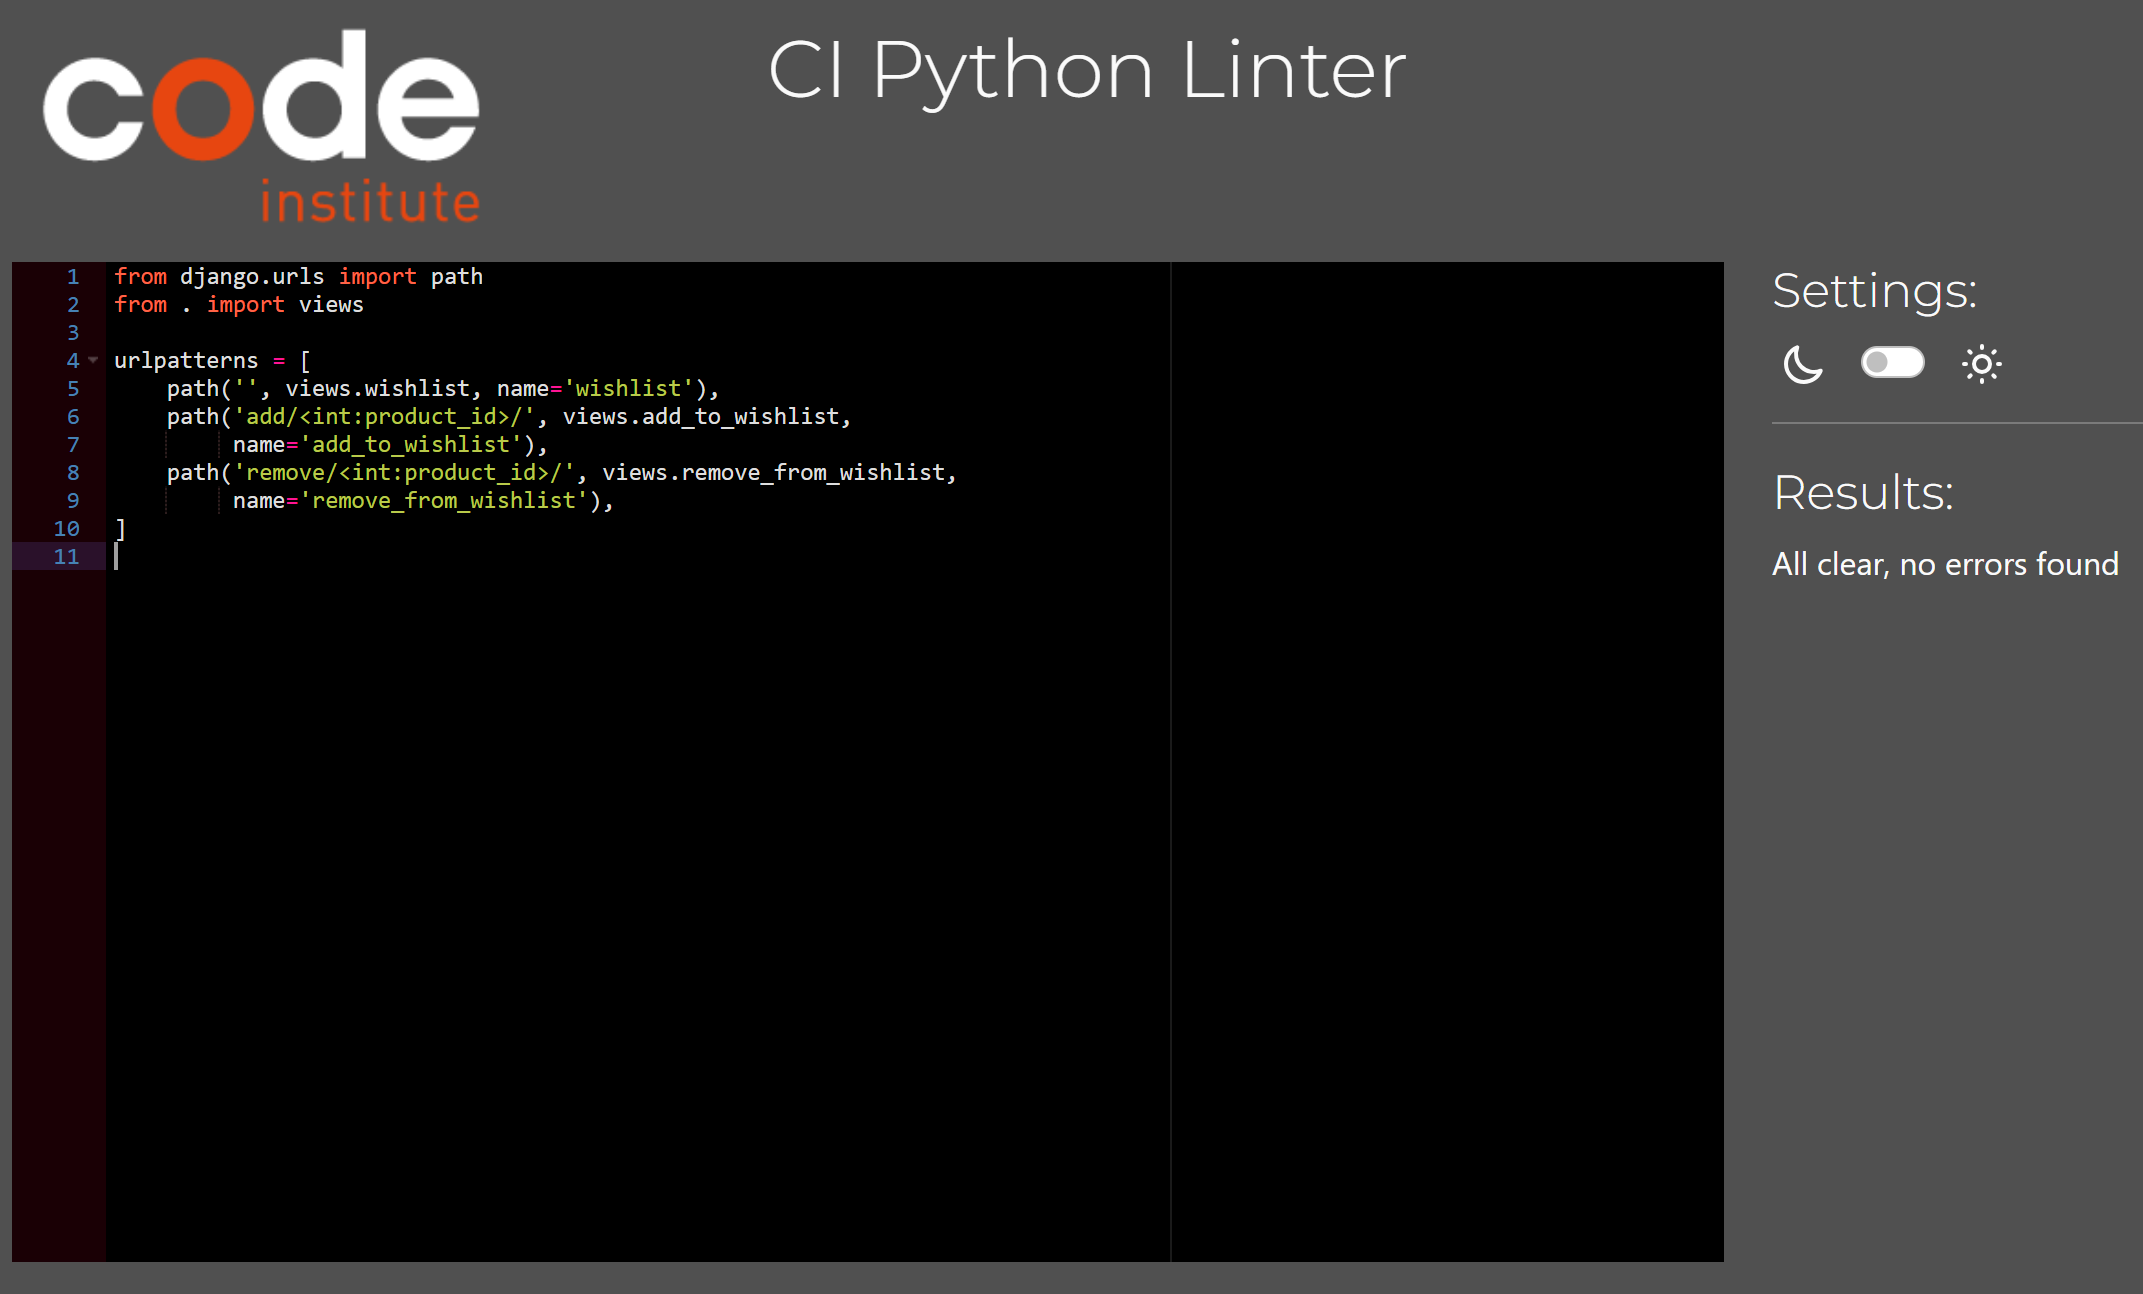 code
institute
CI Python Linter
1 from django.urls import path
2 from . import views
3
4 urlpatterns = [
5     path('', views.wishlist, name='wishlist'),
6     path('add/<int:product_id>/', views.add_to_wishlist,
7          name='add_to_wishlist'),
8     path('remove/<int:product_id>/', views.remove_from_wishlist,
9          name='remove_from_wishlist'),
10 ]
11
Settings:
Results:
All clear, no errors found